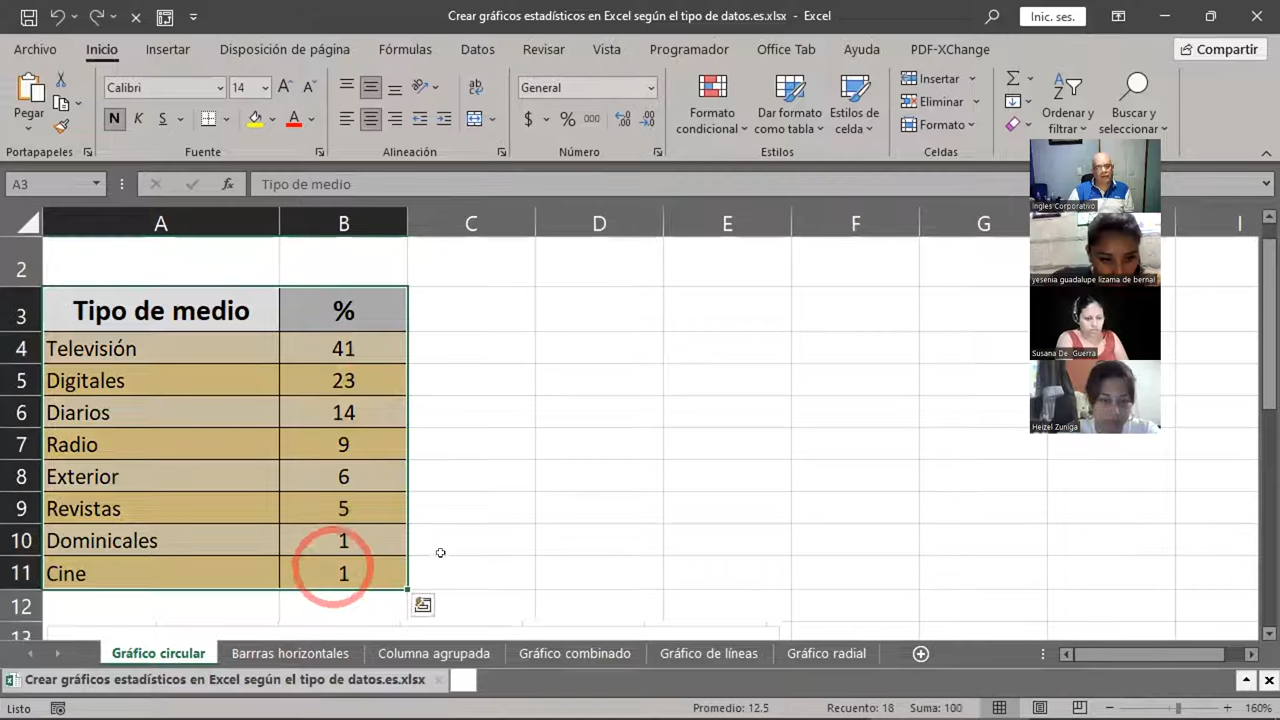 Crear gráficos estadísticos en Excel según el tipo de datos.es.xlsx - Excel
Inic. ses.
Archivo Inicio Insertar Disposición de página Fórmulas Datos Revisar Vista Programador Office Tab Ayuda PDF-XChange Compartir
Pegar
Calibri 14
N K S
General
$ % 000
Formato condicional
Dar formato como tabla
Estilos de celda
Insertar
Eliminar
Formato
Ordenar y filtrar
Buscar y seleccionar
Portapapeles Fuente Alineación Número Estilos Celdas
A3 fx Tipo de medio
A B C D E F G I
2
3 Tipo de medio %
4 Televisión 41
5 Digitales 23
6 Diarios 14
7 Radio 9
8 Exterior 6
9 Revistas 5
10 Dominicales 1
11 Cine 1
12
13
Ingles Corporativo
yesenia guadalupe lizama de bernal
Susana De Guerra
Heizel Zuniga
Gráfico circular Barrras horizontales Columna agrupada Gráfico combinado Gráfico de líneas Gráfico radial
Crear gráficos estadísticos en Excel según el tipo de datos.es.xlsx
Listo Promedio: 12.5 Recuento: 18 Suma: 100 160%